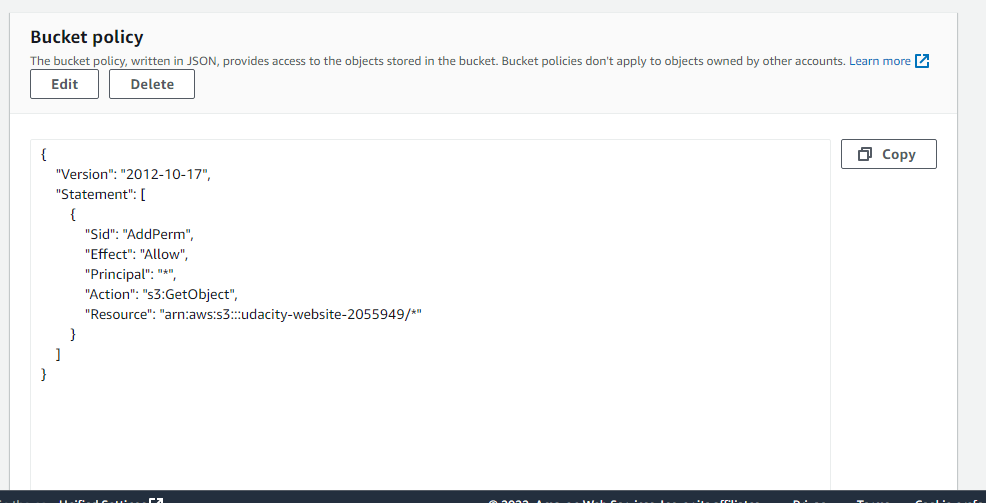 Bucket policy
The bucket policy, written in JSON, provides access to the objects stored in the bucket. Bucket policies don't apply to objects owned by other accounts. Learn more
Edit Delete
Copy
{
"Version": "2012-10-17",
"Statement": [
{
"Sid": "AddPerm",
"Effect": "Allow",
"Principal": "*",
"Action": "s3:GetObject",
"Resource": "arn:aws:s3:::udacity-website-2055949/*"
}
]
}